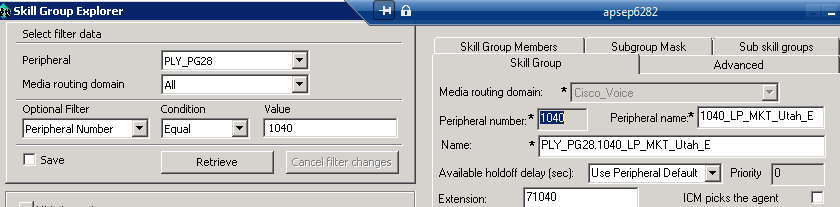 Skill Group Explorer
Select filter data
Peripheral PLY_PG28
Media routing domain All
Optional Filter Condition Value
Peripheral Number Equal 1040
Save Retrieve Cancel filter changes
apsep6282
Skill Group Members Subgroup Mask Sub skill groups
Skill Group Advanced
Media routing domain: * Cisco_Voice
Peripheral number: * 1040 Peripheral name: * 1040_LP_MKT_Utah_E
Name: * PLY_PG28.1040_LP_MKT_Utah_E
Available holdoff delay (sec): Use Peripheral Default Priority 0
Extension: 71040 ICM picks the agent